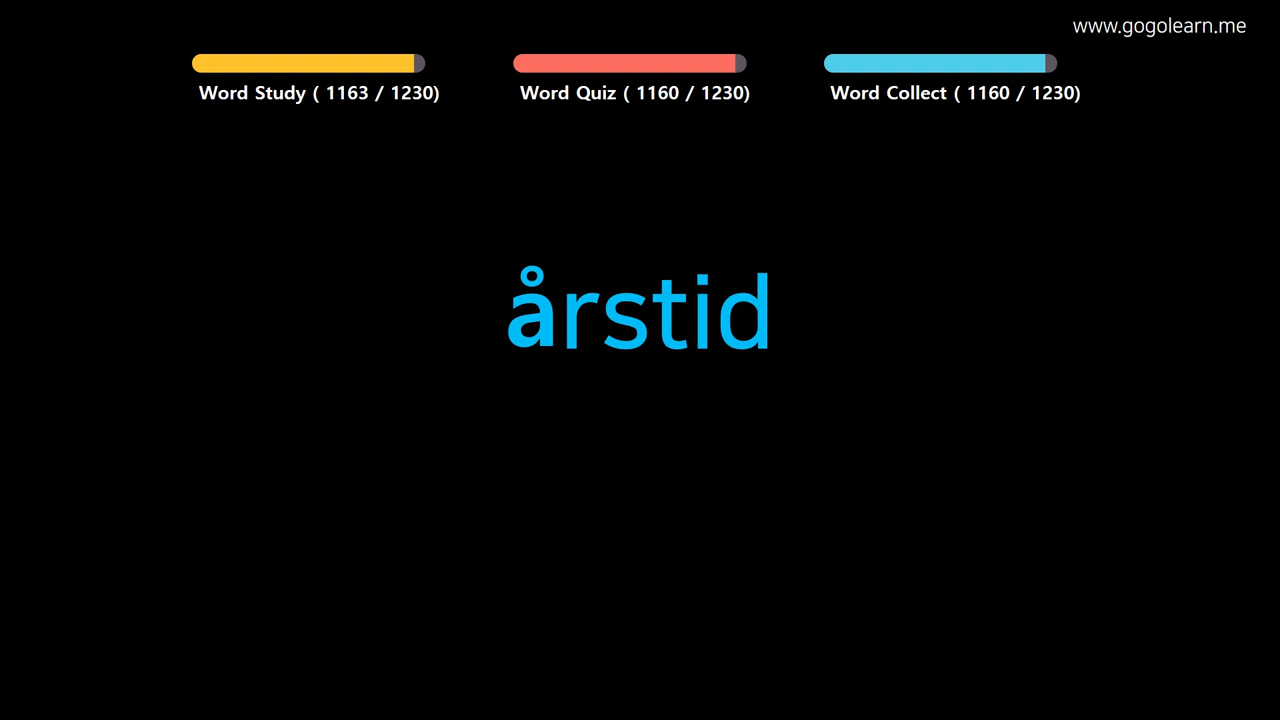 www.gogolearn.me
Word Study ( 1163 / 1230)
Word Quiz ( 1160 / 1230)
Word Collect ( 1160 / 1230)
årstid